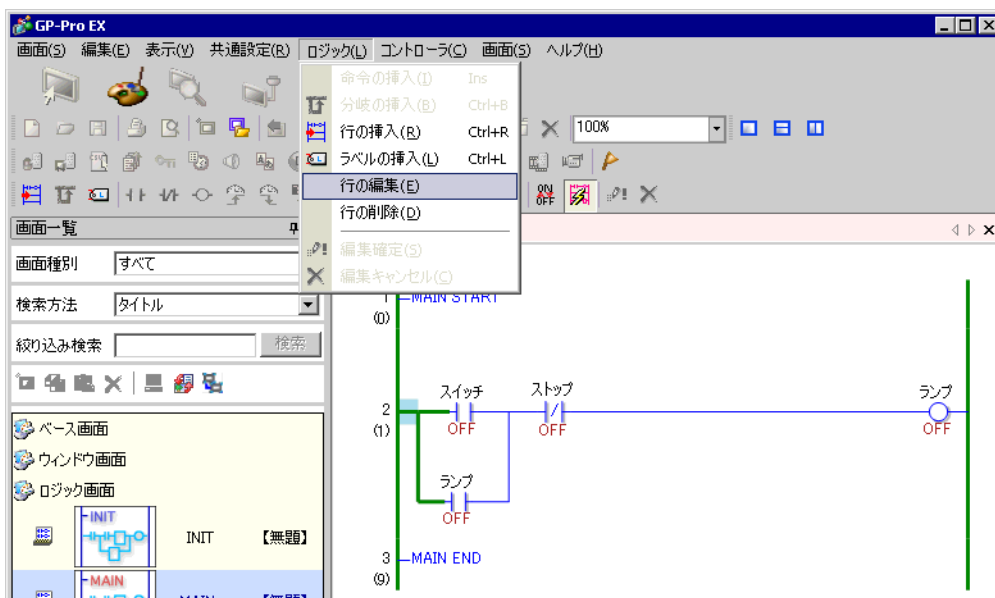 GP-Pro EX
画面(S) 編集(E) 表示(V) 共通設定(R) ロジック(L) コントローラ(C) 画面(S) ヘルプ(H)
命令の挿入(I) Ins
分岐の挿入(B) Ctrl+B
行の挿入(R) Ctrl+R
ラベルの挿入(L) Ctrl+L
行の編集(E)
行の削除(D)
編集確定(S)
編集キャンセル(C)
100%
ON
OFF
画面一覧
画面種別 すべて
検索方法 タイトル
絞り込み検索 検索
ベース画面
ウィンドウ画面
ロジック画面
INIT
INIT 【無題】
MAIN
1 MAIN START
(0)
スイッチ ストップ ランプ
2
(1) OFF OFF OFF
ランプ
OFF
3 MAIN END
(9)